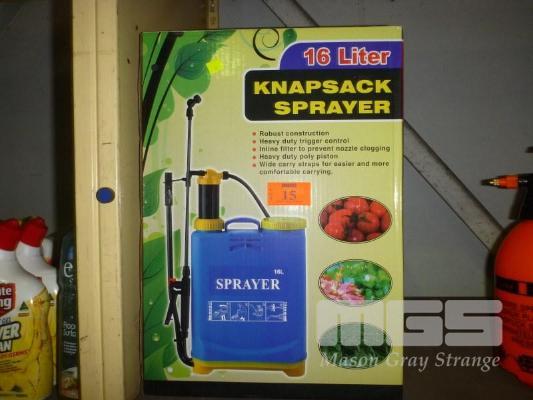 16 Liter
KNAPSACK
SPRAYER
Robust construction
Heavy duty trigger control
Inline filter to prevent nozzle clogging
Heavy duty poly piston
Wide carry straps for easier and more
comfortable carrying.
15
16L
SPRAYER
MGS
Mason Gray Strange